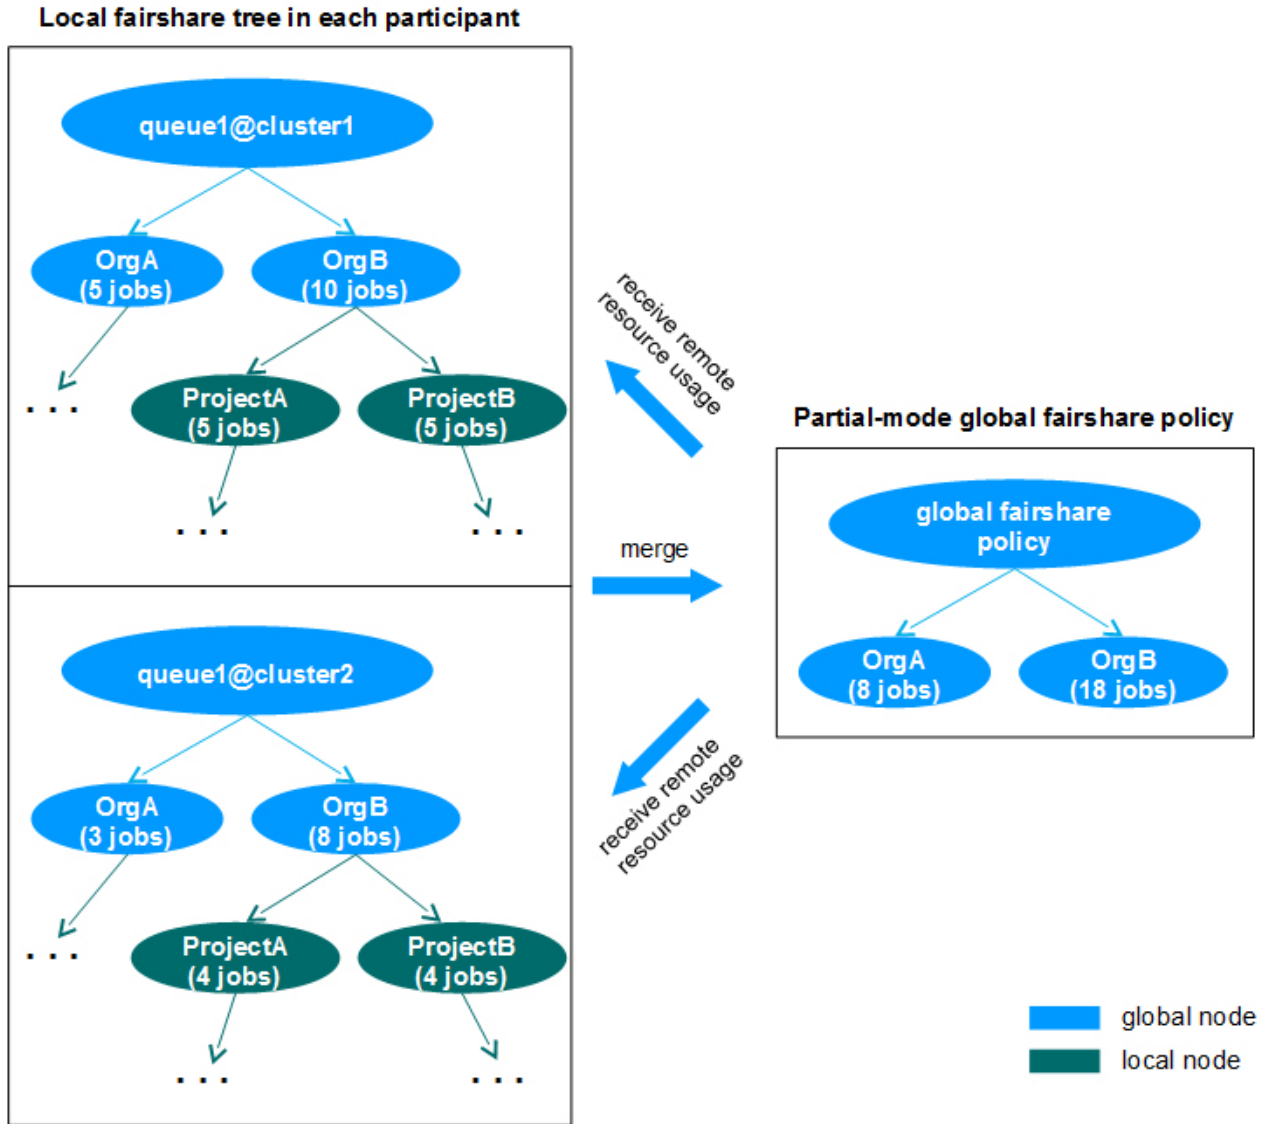 Local fairshare tree in each participant
queue1@cluster1
OrgA
(5 jobs)
OrgB
(10 jobs)
. . .
ProjectA
(5 jobs)
ProjectB
(5 jobs)
. . .
. . .
queue1@cluster2
OrgA
(3 jobs)
OrgB
(8 jobs)
. . .
ProjectA
(4 jobs)
ProjectB
(4 jobs)
. . .
. . .
receive remote
resource usage
merge
receive remote
resource usage
Partial-mode global fairshare policy
global fairshare
policy
OrgA
(8 jobs)
OrgB
(18 jobs)
global node
local node